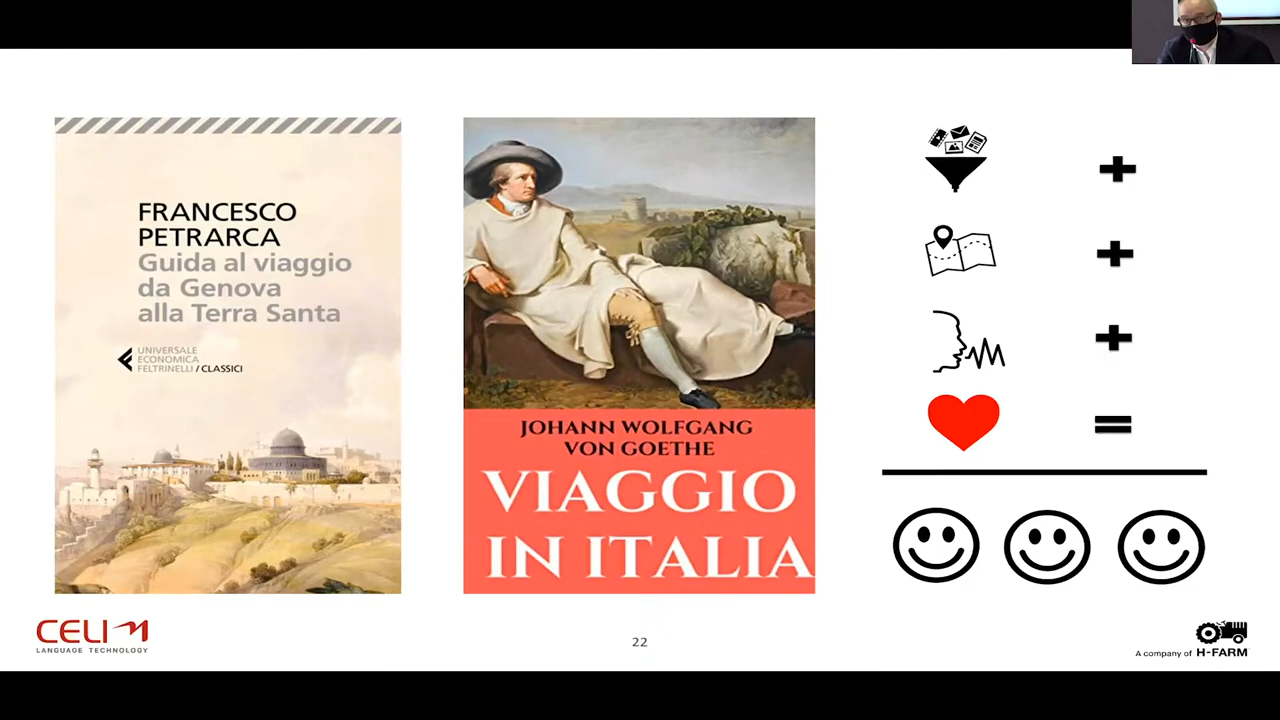 FRANCESCO
PETRARCA
Guida al viaggio
da Genova
alla Terra Santa
UNIVERSALE
ECONOMICA
FELTRINELLI / CLASSICI
JOHANN WOLFGANG
VON GOETHE
VIAGGIO
IN ITALIA
CELI
LANGUAGE TECHNOLOGY
22
A company of H-FARM